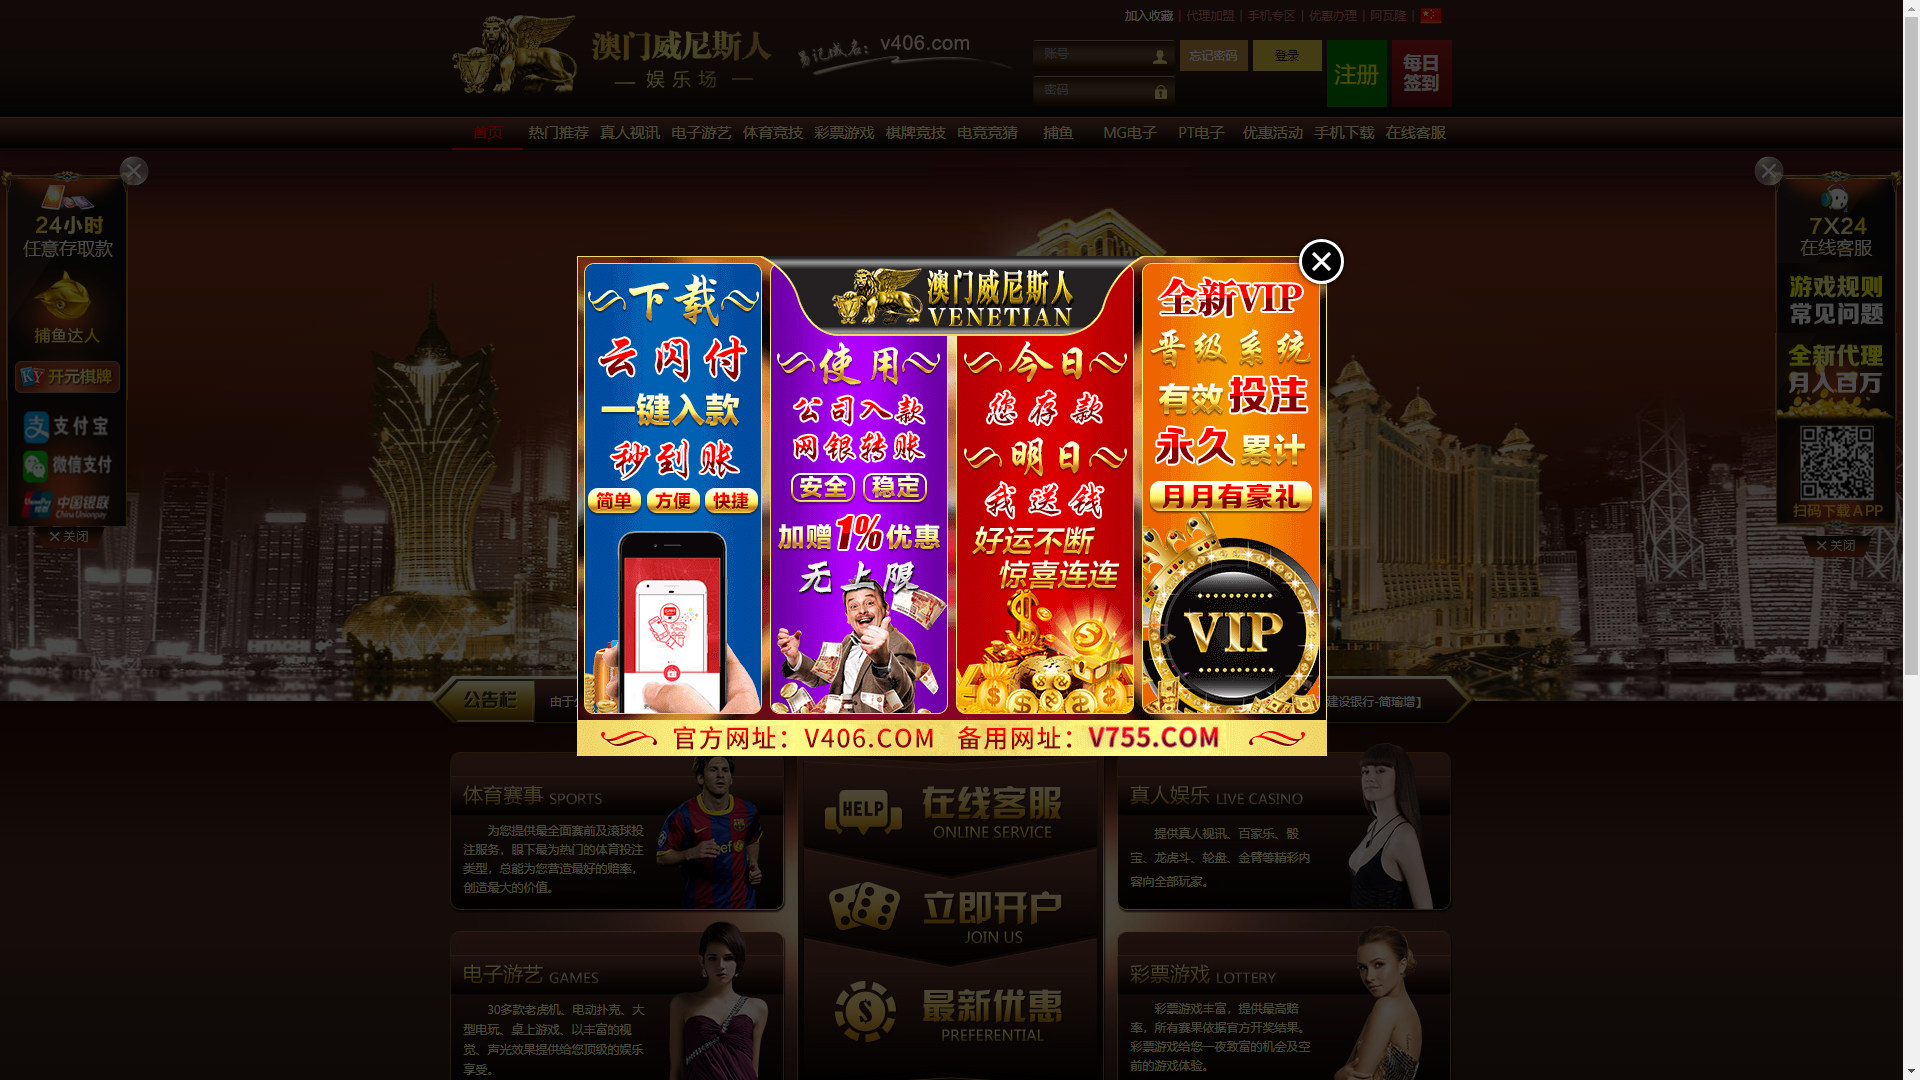 加入收藏 | 代理加盟 | 手机专区 | 优惠办理 | 阿瓦隆 |
澳门威尼斯人
娱乐场
易记域名：v406.com
账号
忘记密码
登录
注册
每日
签到
密码
首页 热门推荐 真人视讯 电子游艺 体育竞技 彩票游戏 棋牌竞技 电竞竞猜 捕鱼 MG电子 PT电子 优惠活动 手机下载 在线客服
24小时
任意存取款
捕鱼达人
KY 开元棋牌
支付宝
微信支付
UnionPay 银联
中国银联
China Unionpay
关闭
7X24
在线客服
游戏规则
常见问题
全新代理
月入百万
扫码下载APP
关闭
澳门威尼斯人
VENETIAN
下载
云闪付
一键入款
秒到账
简单 方便 快捷
使用
公司入款
网银转账
安全 稳定
加赠1%优惠
无上限
今日
您存款
明日
我送钱
好运不断
惊喜连连
全新VIP
晋级系统
有效投注
永久累计
月月有豪礼
VIP
官方网址：V406.COM 备用网址：V755.COM
HITACHI
公告栏
由于
建设银行-简瑜增】
体育赛事 SPORTS
为您提供最全面赛前及滚球投
注服务，眼下最为热门的体育投注
类型，总能为您营造最好的赔率，
创造最大的价值。
HELP
在线客服
ONLINE SERVICE
真人娱乐 LIVE CASINO
提供真人视讯、百家乐、骰
宝、龙虎斗、轮盘、金臂等精彩内
容向全部玩家。
立即开户
JOIN US
电子游艺 GAMES
30多款老虎机、电动扑克、大
型电玩、桌上游戏、以丰富的视
觉、声光效果提供给您顶级的娱乐
享受。
最新优惠
PREFERENTIAL
彩票游戏 LOTTERY
彩票游戏丰富，提供最高赔
率，所有赛果依据官方开奖结果。
彩票游戏给您一夜致富的机会及空
前的游戏体验。